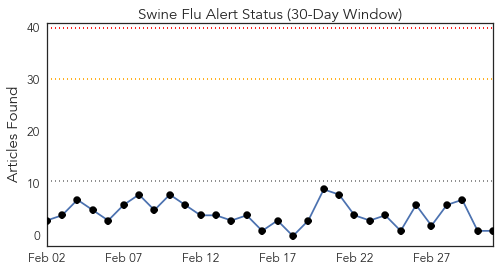 Swine Flu Alert Status (30-Day Window)
Articles Found
40
30
20
10
0
Feb 02 Feb 07 Feb 12 Feb 17 Feb 22 Feb 27